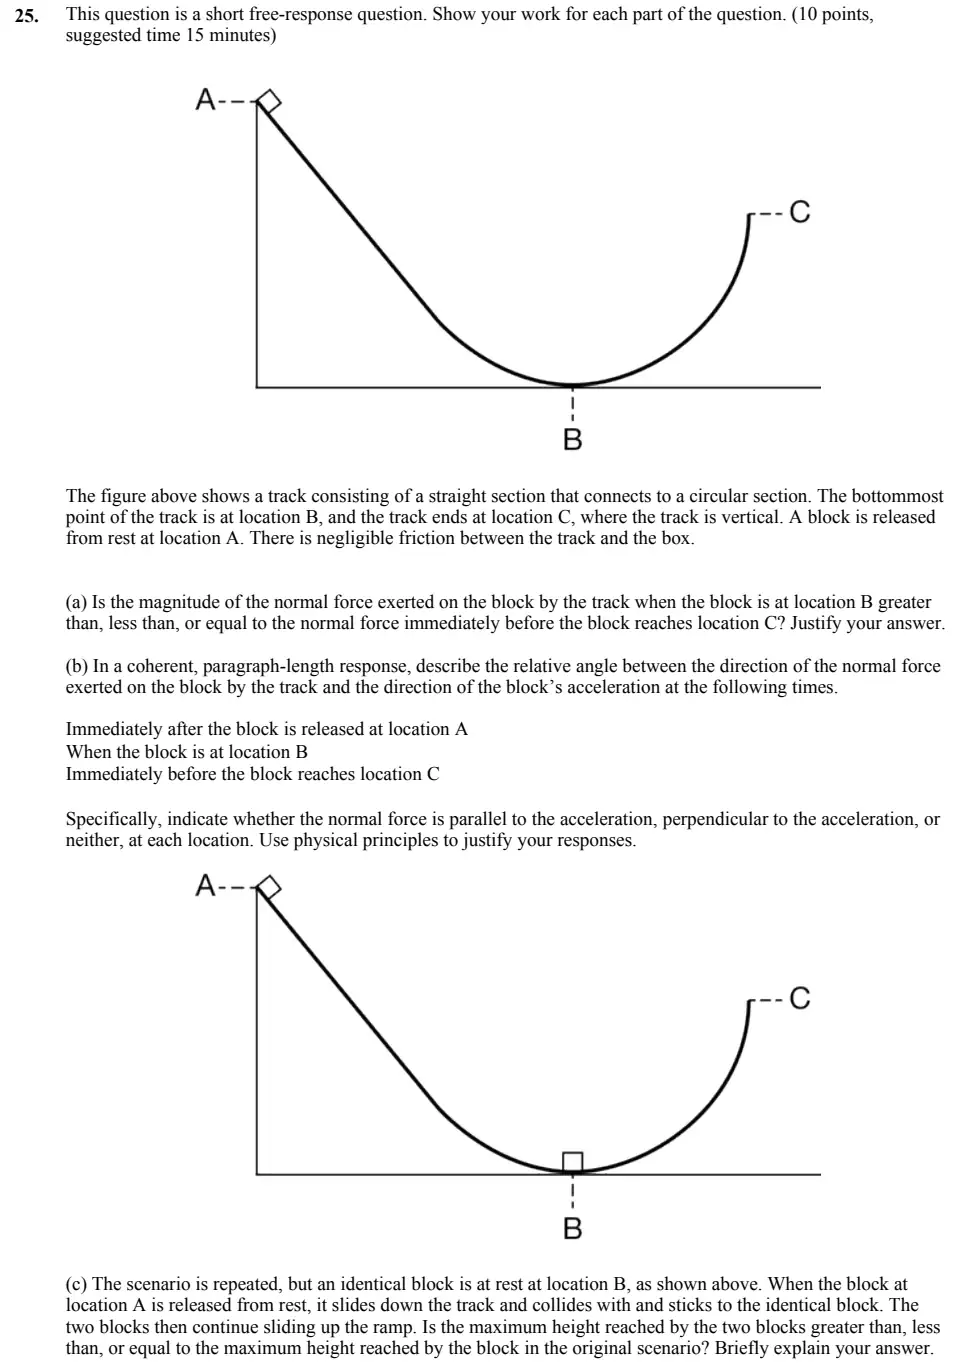 25. This question is a short free-response question. Show your work for each part of the question. (10 points,
suggested time 15 minutes)
A
C
B
The figure above shows a track consisting of a straight section that connects to a circular section. The bottommost
point of the track is at location B, and the track ends at location C, where the track is vertical. A block is released
from rest at location A. There is negligible friction between the track and the box.
(a) Is the magnitude of the normal force exerted on the block by the track when the block is at location B greater
than, less than, or equal to the normal force immediately before the block reaches location C? Justify your answer.
(b) In a coherent, paragraph-length response, describe the relative angle between the direction of the normal force
exerted on the block by the track and the direction of the block’s acceleration at the following times.
Immediately after the block is released at location A
When the block is at location B
Immediately before the block reaches location C
Specifically, indicate whether the normal force is parallel to the acceleration, perpendicular to the acceleration, or
neither, at each location. Use physical principles to justify your responses.
A
C
B
(c) The scenario is repeated, but an identical block is at rest at location B, as shown above. When the block at
location A is released from rest, it slides down the track and collides with and sticks to the identical block. The
two blocks then continue sliding up the ramp. Is the maximum height reached by the two blocks greater than, less
than, or equal to the maximum height reached by the block in the original scenario? Briefly explain your answer.